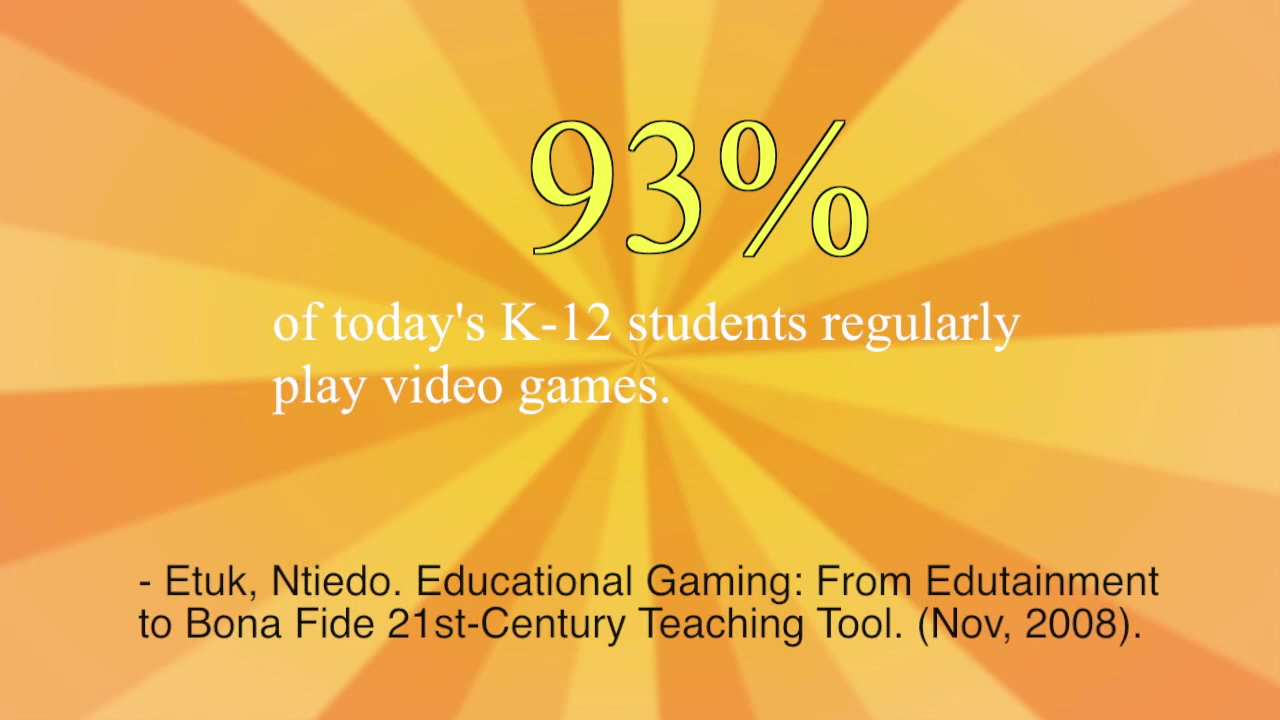 93%
of today's K-12 students regularly
play video games.
- Etuk, Ntiedo. Educational Gaming: From Edutainment
to Bona Fide 21st-Century Teaching Tool. (Nov, 2008).